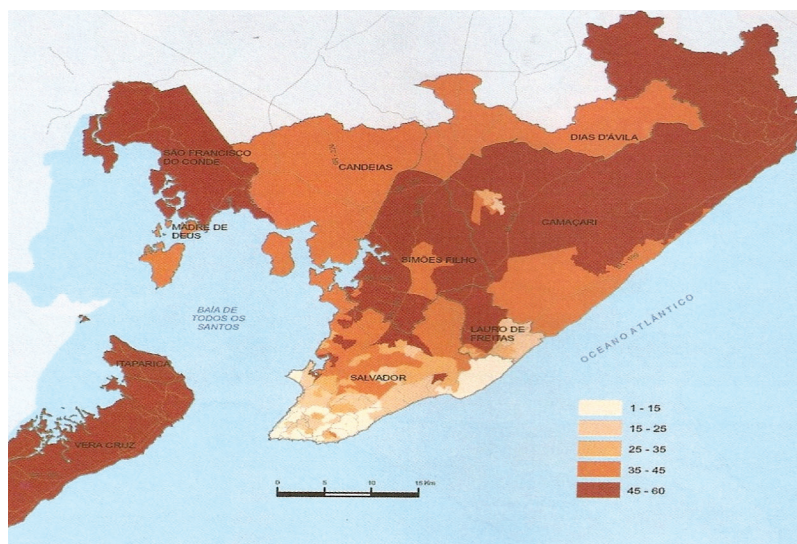 SÃO FRANCISCO
DO CONDE
CANDEIAS
DIAS D'ÁVILA
MADRE DE
DEUS
CAMAÇARI
SIMÕES FILHO
BAÍA DE
TODOS OS
SANTOS
LAURO DE
FREITAS
OCEANO ATLÂNTICO
ITAPARICA
SALVADOR
VERA CRUZ
1 - 15
15 - 25
25 - 35
35 - 45
45 - 60
0 5 10 15 Km